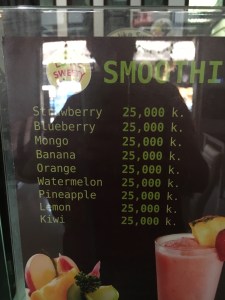 SWEET
SMOOTHI
Strawberry 25,000 k.
Blueberry 25,000 k.
Mongo 25,000 k.
Banana 25,000 k.
Orange 25,000 k.
Watermelon 25,000 k.
Pineapple 25,000 k.
Lemon 25,000 k.
Kiwi 25,000 k.